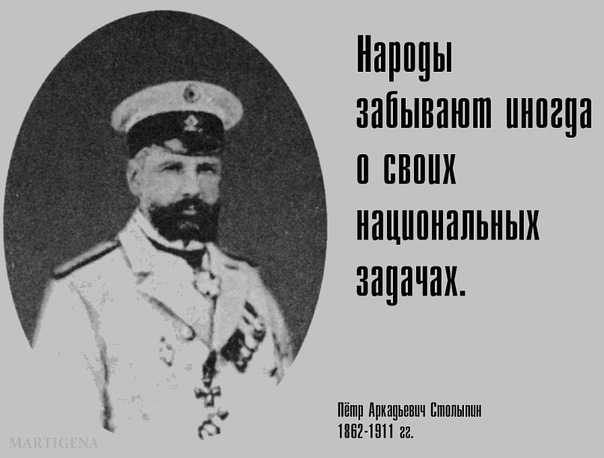 Народы
забывают иногда
о своих
национальных
задачах.
Пётр Аркадьевич Столыпин
1862-1911 гг.
MARTIGENA